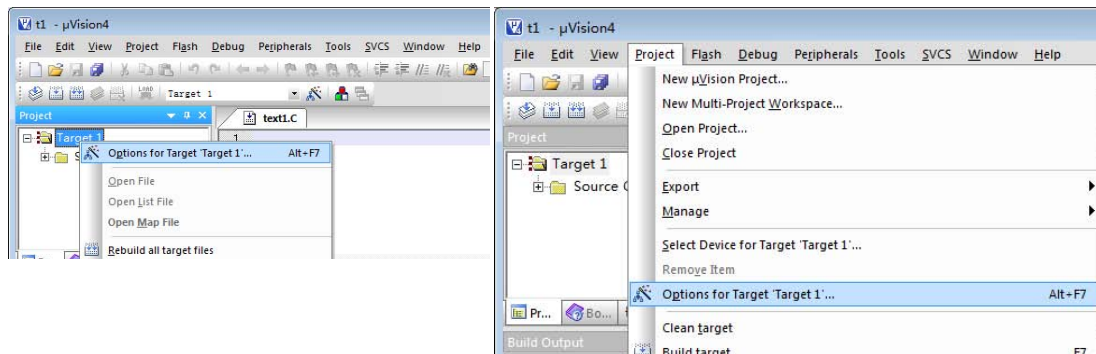 t1 - µVision4
File Edit View Project Flash Debug Peripherals Tools SVCS Window Help
Target 1
Project
text1.C
Target 1
1
Options for Target 'Target 1'... Alt+F7
Open File
Open List File
Open Map File
Rebuild all target files
t1 - µVision4
File Edit View Project Flash Debug Peripherals Tools SVCS Window Help
New µVision Project...
New Multi-Project Workspace...
Open Project...
Close Project
Export
Manage
Select Device for Target 'Target 1'...
Remove Item
Options for Target 'Target 1'... Alt+F7
Clean target
Build target F7
Project
Target 1
Source
Pr... Bo...
Build Output